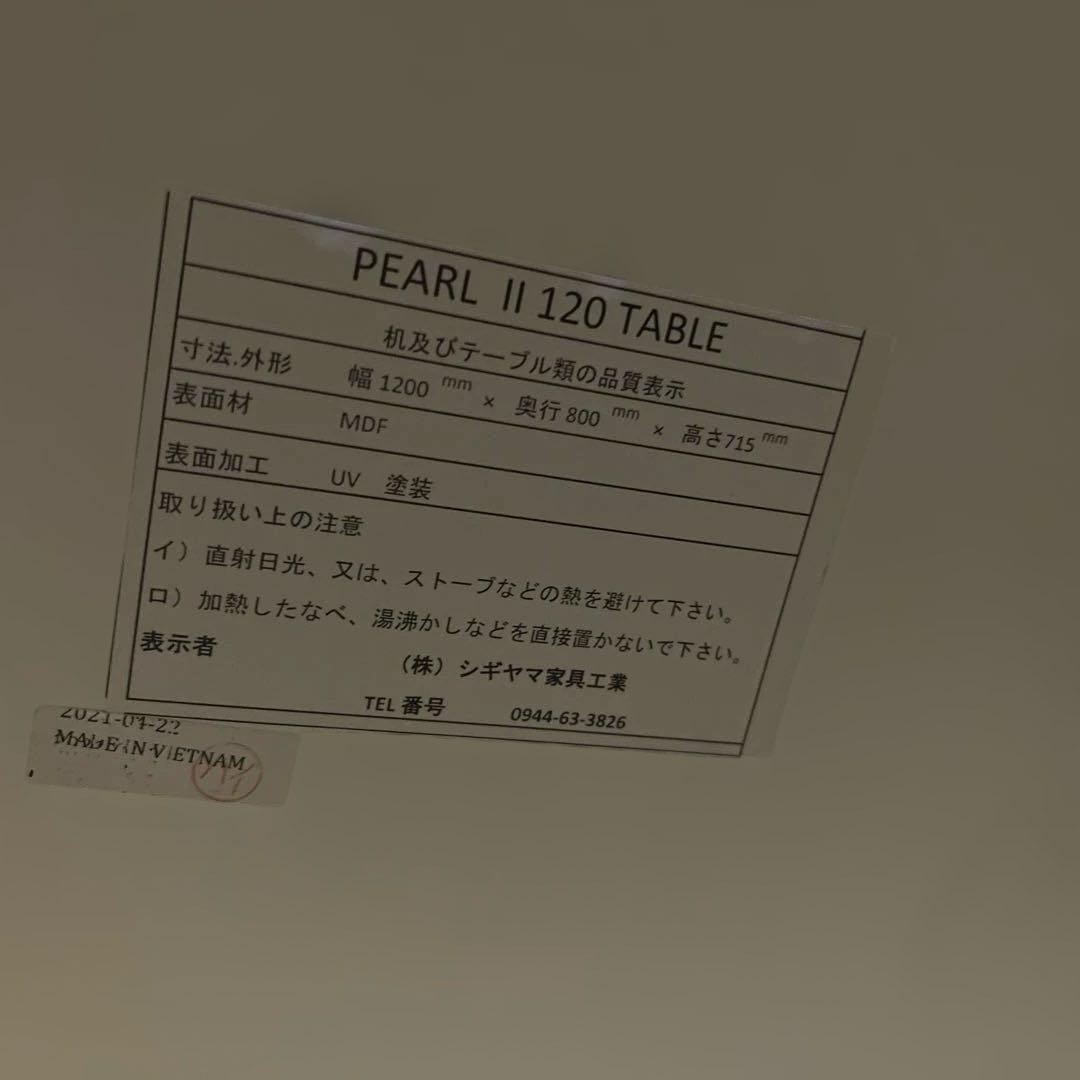 PEARL II 120 TABLE
机及びテーブル類の品質表示
寸法.外形 幅 1200 mm × 奥行 800 mm × 高さ715 mm
表面材 MDF
表面加工 UV 塗装
取り扱い上の注意
イ）直射日光、又は、ストーブなどの熱を避けて下さい。
ロ）加熱したなべ、湯沸かしなどを直接置かないで下さい。
表示者 （株）シギヤマ家具工業
TEL 番号 0944-63-3826
2021-04-22
MADE IN VIETNAM